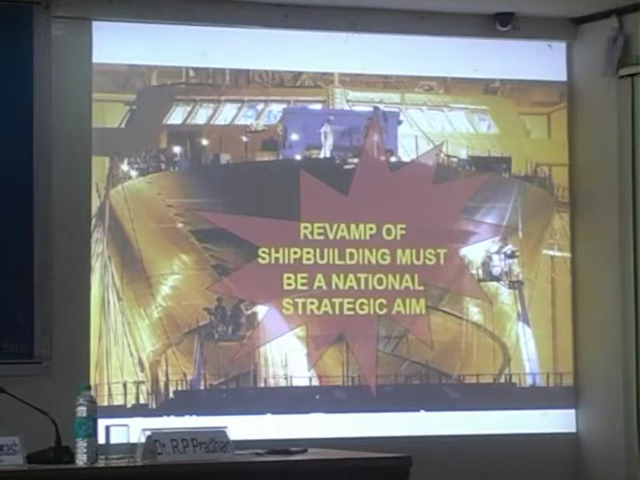 REVAMP OF
SHIPBUILDING MUST
BE A NATIONAL
STRATEGIC AIM
Dr. R.P Pradhan